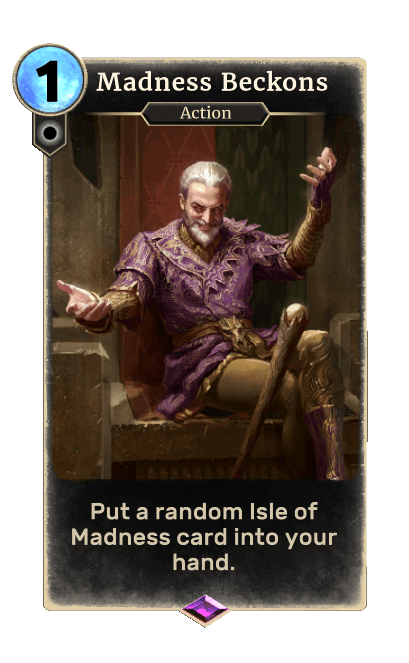 1
Madness Beckons
Action
Put a random Isle of
Madness card into your
hand.